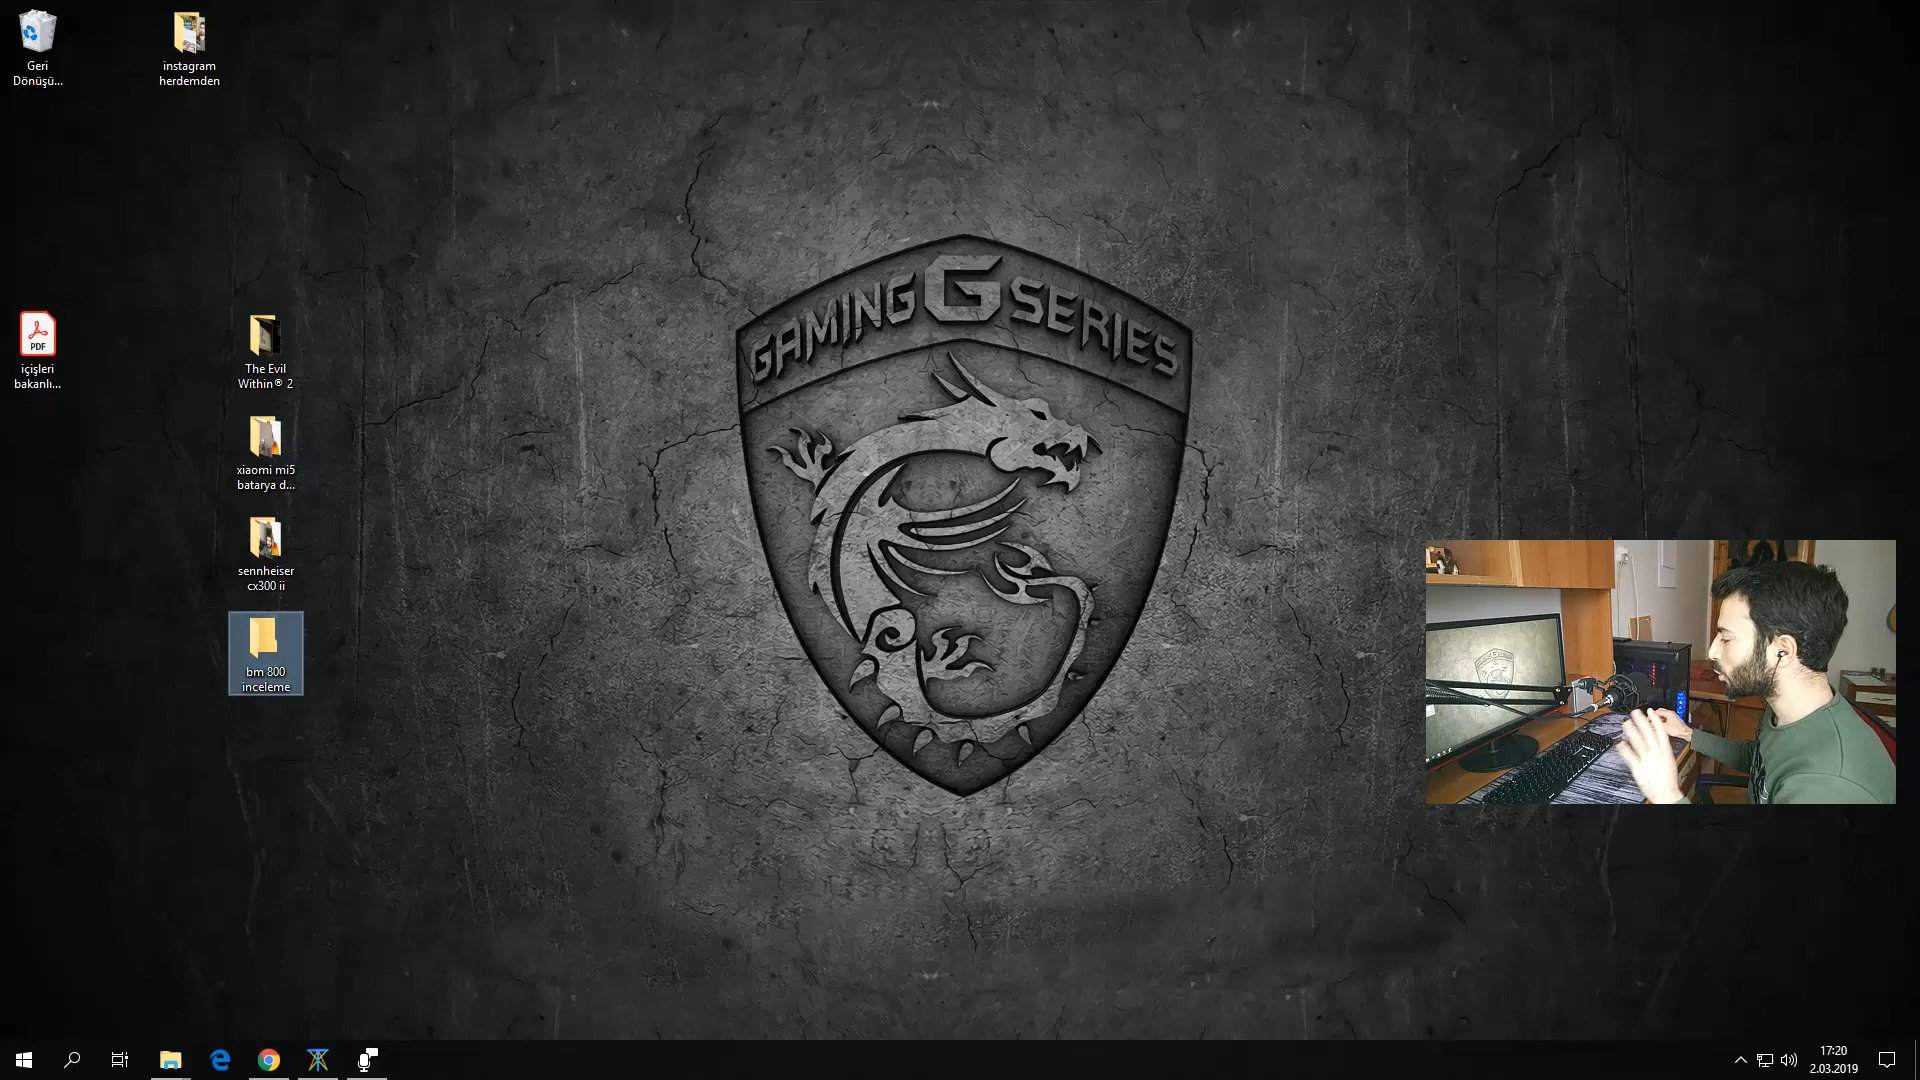 Geri
Dönüşü...
instagram
herdemden
GAMING G SERIES
PDF
içişleri
bakanlı...
The Evil
Within® 2
xiaomi mi5
batarya d...
sennheiser
cx300 ii
bm 800
inceleme
17:20
2.03.2019